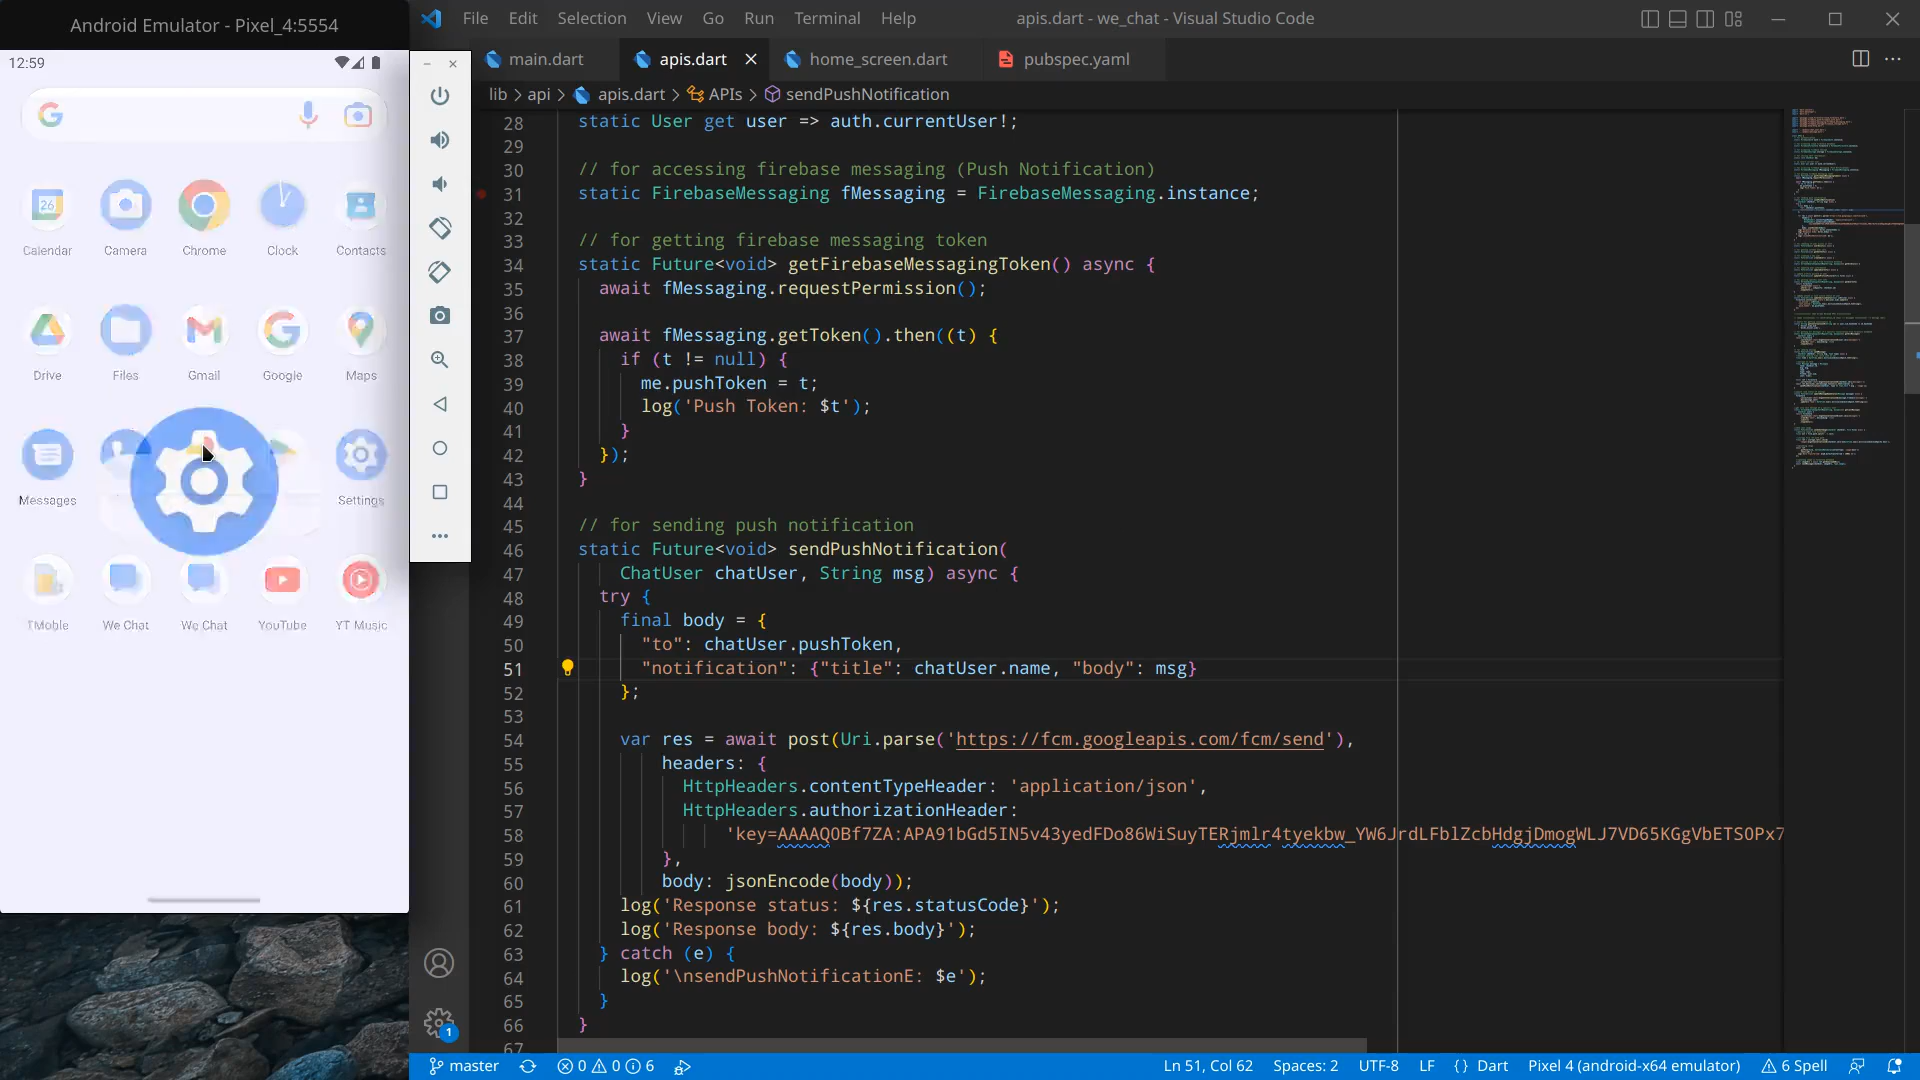 Android Emulator - Pixel_4:5554
File Edit Selection View Go Run Terminal Help
apis.dart - we_chat - Visual Studio Code
12:59
main.dart
apis.dart
home_screen.dart
pubspec.yaml
lib > api > apis.dart > APIs > sendPushNotification
26
Calendar Camera Chrome Clock Contacts
Drive Files Gmail Google Maps
Messages Settings
TMoble We Chat We Chat YouTube YT Music
28 static User get user => auth.currentUser!;
29
30 // for accessing firebase messaging (Push Notification)
31 static FirebaseMessaging fMessaging = FirebaseMessaging.instance;
32
33 // for getting firebase messaging token
34 static Future<void> getFirebaseMessagingToken() async {
35 await fMessaging.requestPermission();
36
37 await fMessaging.getToken().then((t) {
38 if (t != null) {
39 me.pushToken = t;
40 log('Push Token: $t');
41 }
42 });
43 }
44
45 // for sending push notification
46 static Future<void> sendPushNotification(
47 ChatUser chatUser, String msg) async {
48 try {
49 final body = {
50 "to": chatUser.pushToken,
51 "notification": {"title": chatUser.name, "body": msg}
52 };
53
54 var res = await post(Uri.parse('https://fcm.googleapis.com/fcm/send'),
55 headers: {
56 HttpHeaders.contentTypeHeader: 'application/json',
57 HttpHeaders.authorizationHeader:
58 'key=AAAAQ0Bf7ZA:APA91bGd5IN5v43yedFDo86WiSuyTERjmlr4tyekbw_YW6JrdLFblZcbHdgjDmogWLJ7VD65KGgVbETS0Px7
59 },
60 body: jsonEncode(body));
61 log('Response status: ${res.statusCode}');
62 log('Response body: ${res.body}');
63 } catch (e) {
64 log('\nsendPushNotificationE: $e');
65 }
66 }
67
1
master 0 0 6
Ln 51, Col 62 Spaces: 2 UTF-8 LF {} Dart Pixel 4 (android-x64 emulator) 6 Spell